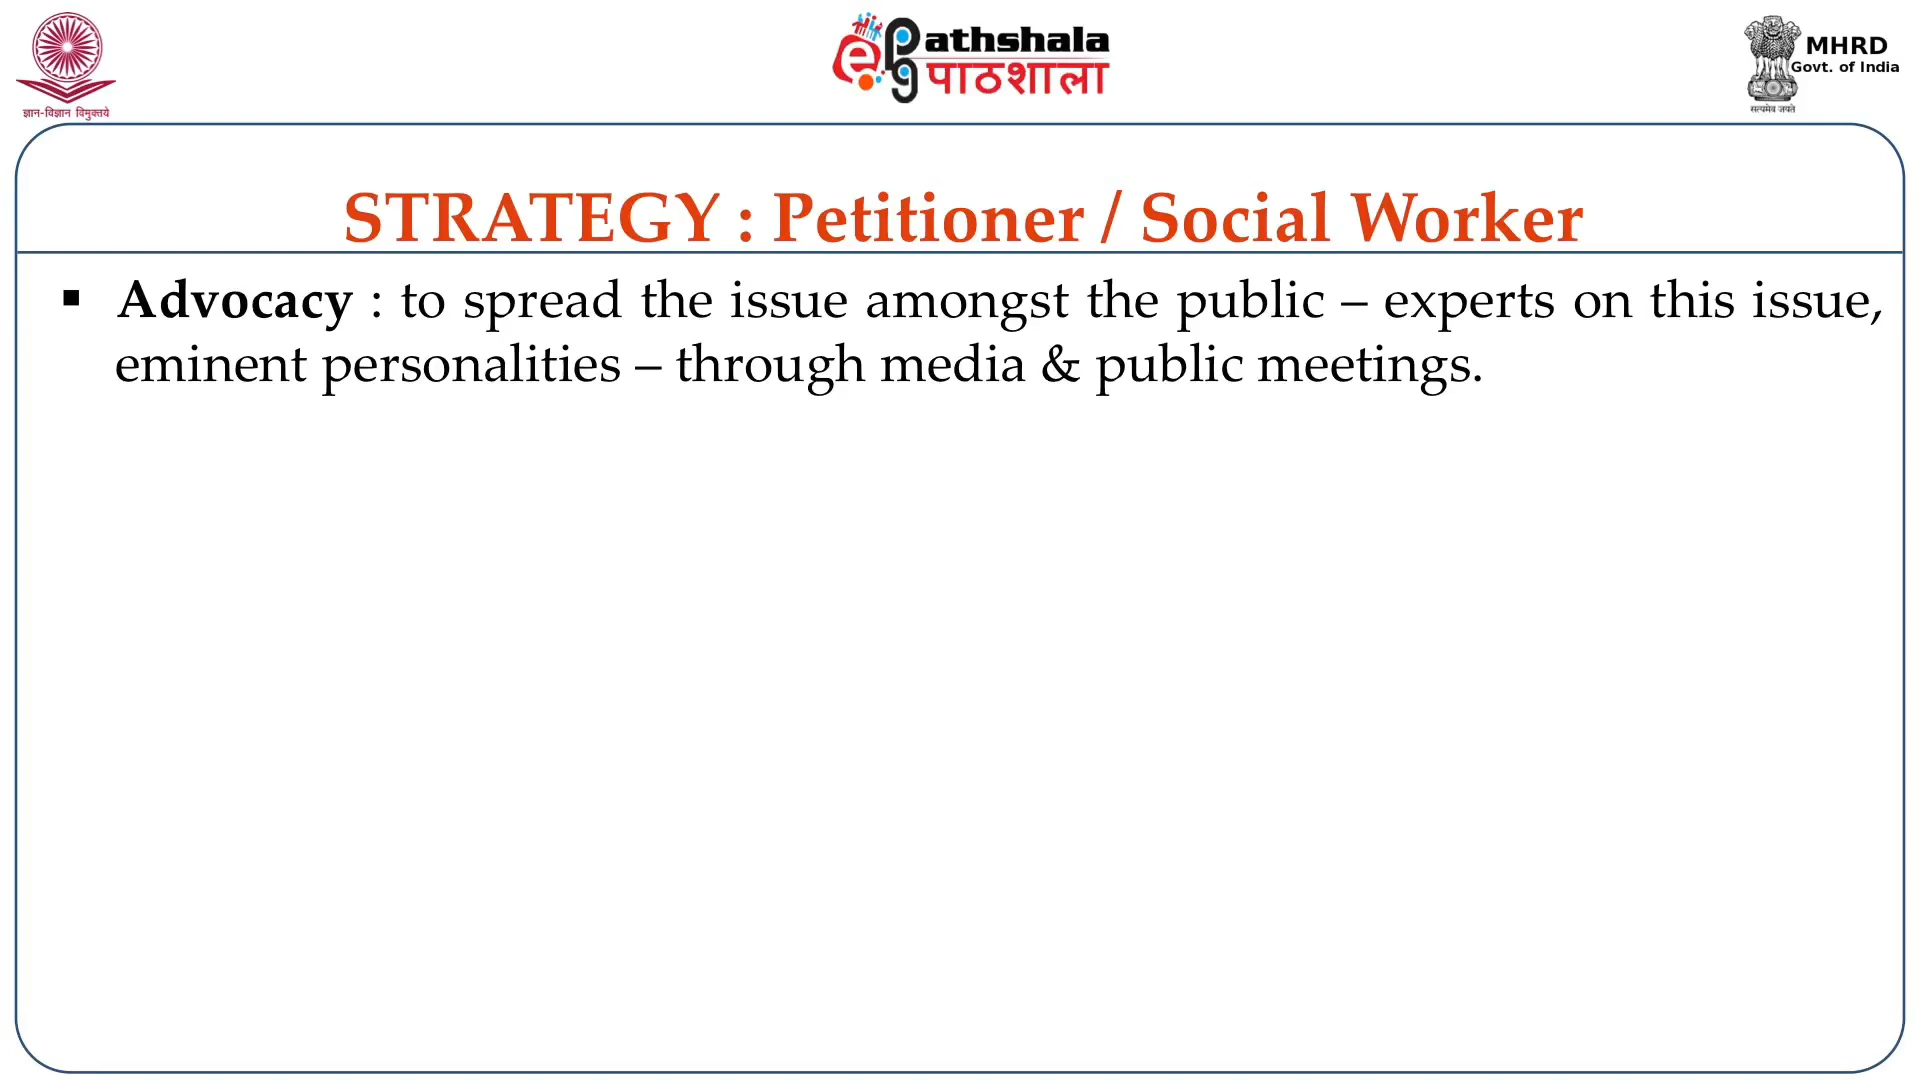 ज्ञान-विज्ञान विमुक्तये
ePathshala
पाठशाला
MHRD
Govt. of India
सत्यमेव जयते
STRATEGY : Petitioner / Social Worker
▪ Advocacy : to spread the issue amongst the public – experts on this issue,
eminent personalities – through media & public meetings.